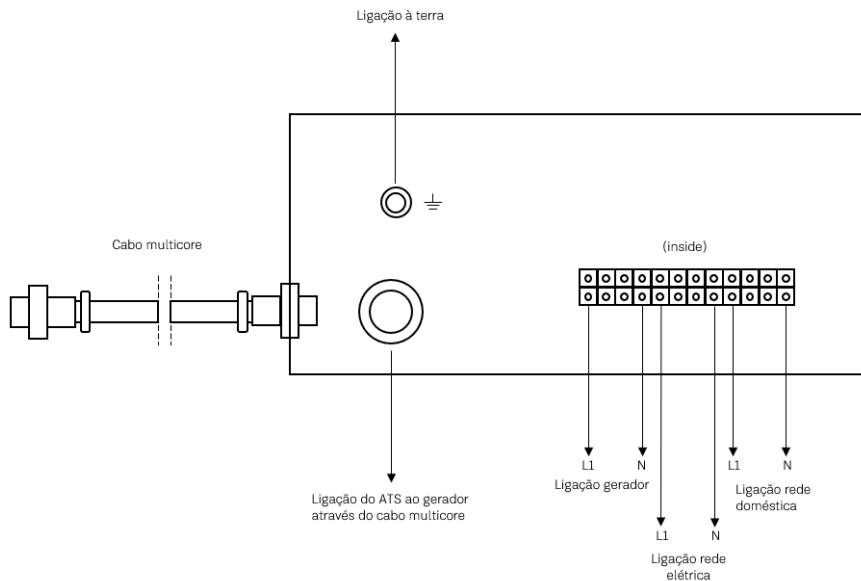 Ligação à terra
Cabo multicore
(inside)
L1 N L1 N
Ligação gerador
Ligação rede
doméstica
Ligação do ATS ao gerador
através do cabo multicore
L1 N
Ligação rede
elétrica